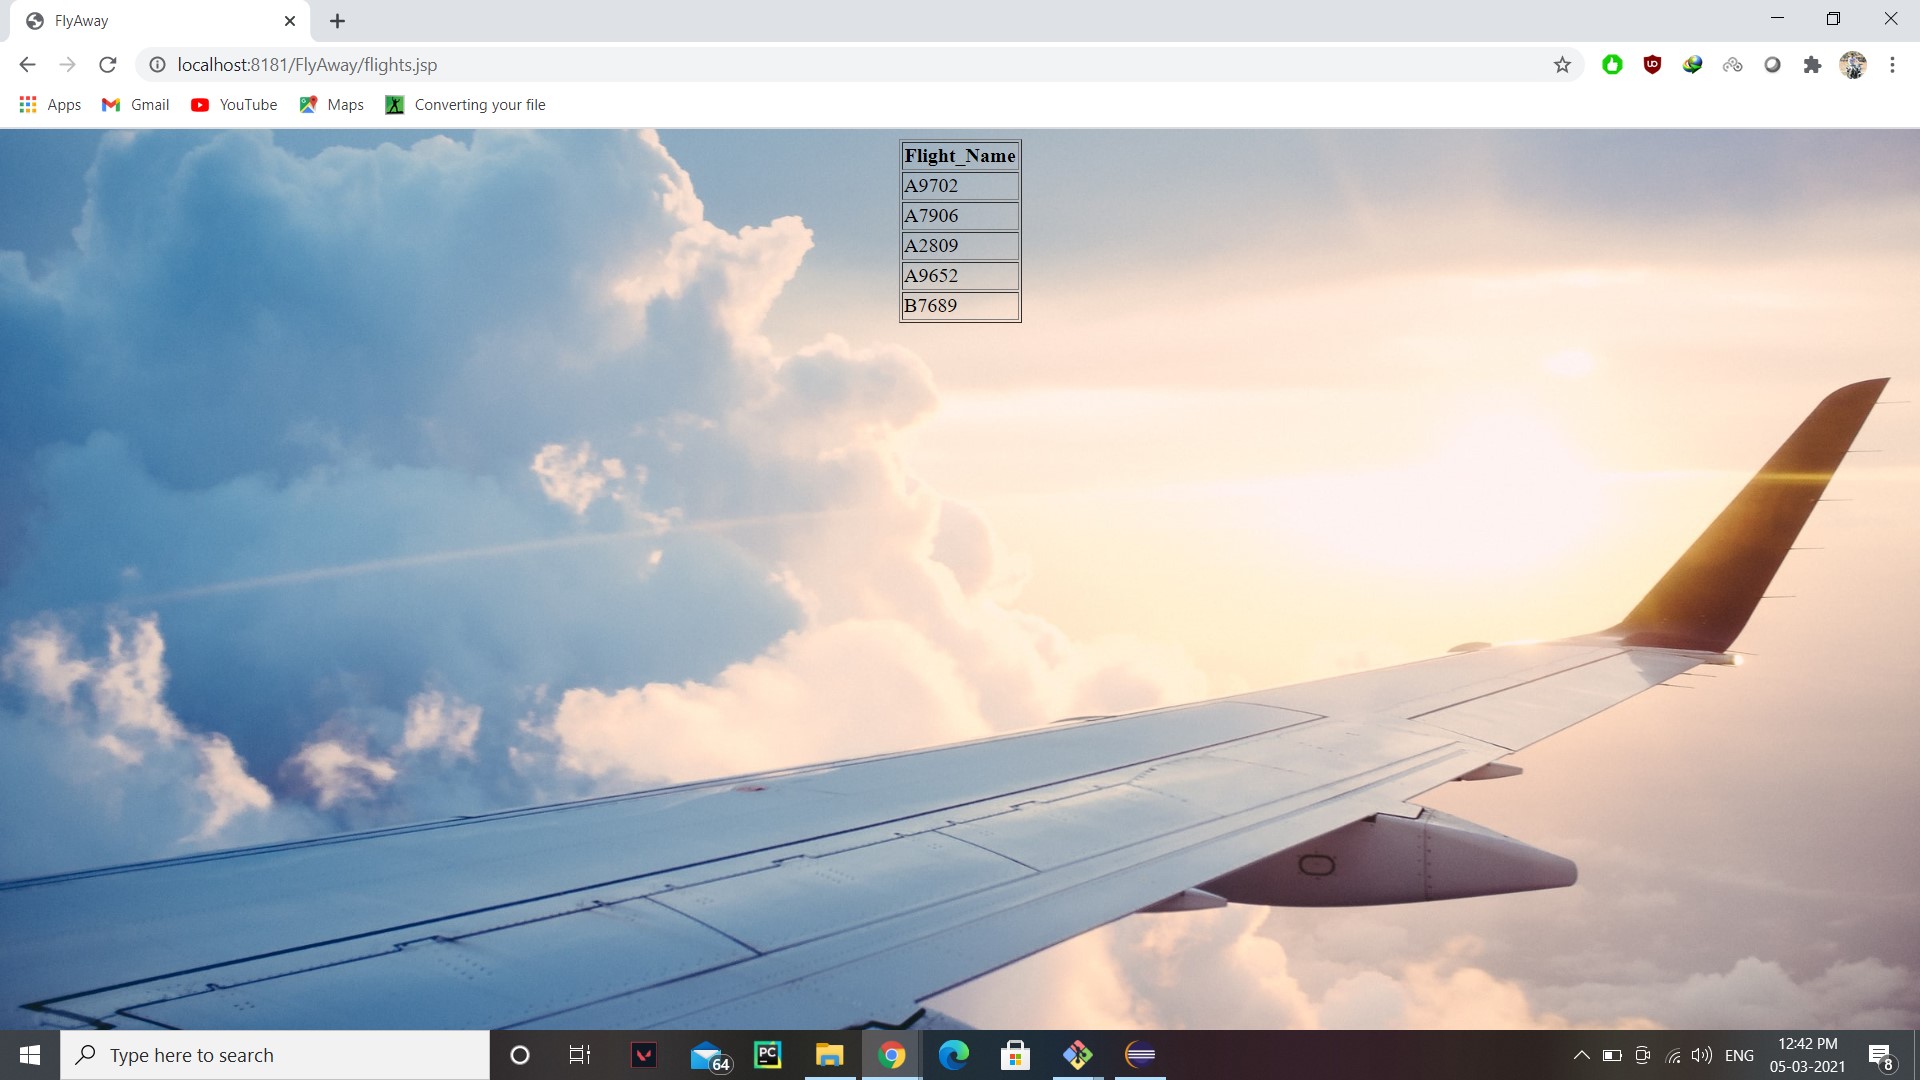 FlyAway
localhost:8181/FlyAway/flights.jsp
Apps Gmail YouTube Maps Converting your file
Flight_Name
A9702
A7906
A2809
A9652
B7689
Type here to search
64
PC
ENG
12:42 PM
05-03-2021
8